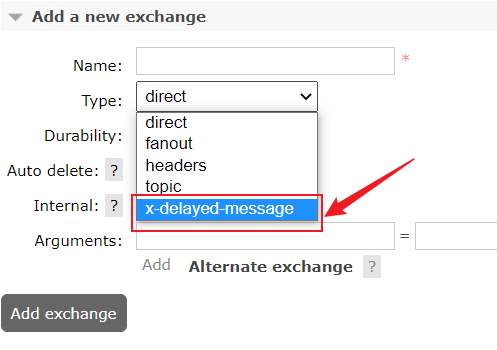 Add a new exchange
Name: *
Type: direct
direct
Durability: fanout
headers
Auto delete: ? topic
Internal: ? x-delayed-message
Arguments: =
Add Alternate exchange ?
Add exchange